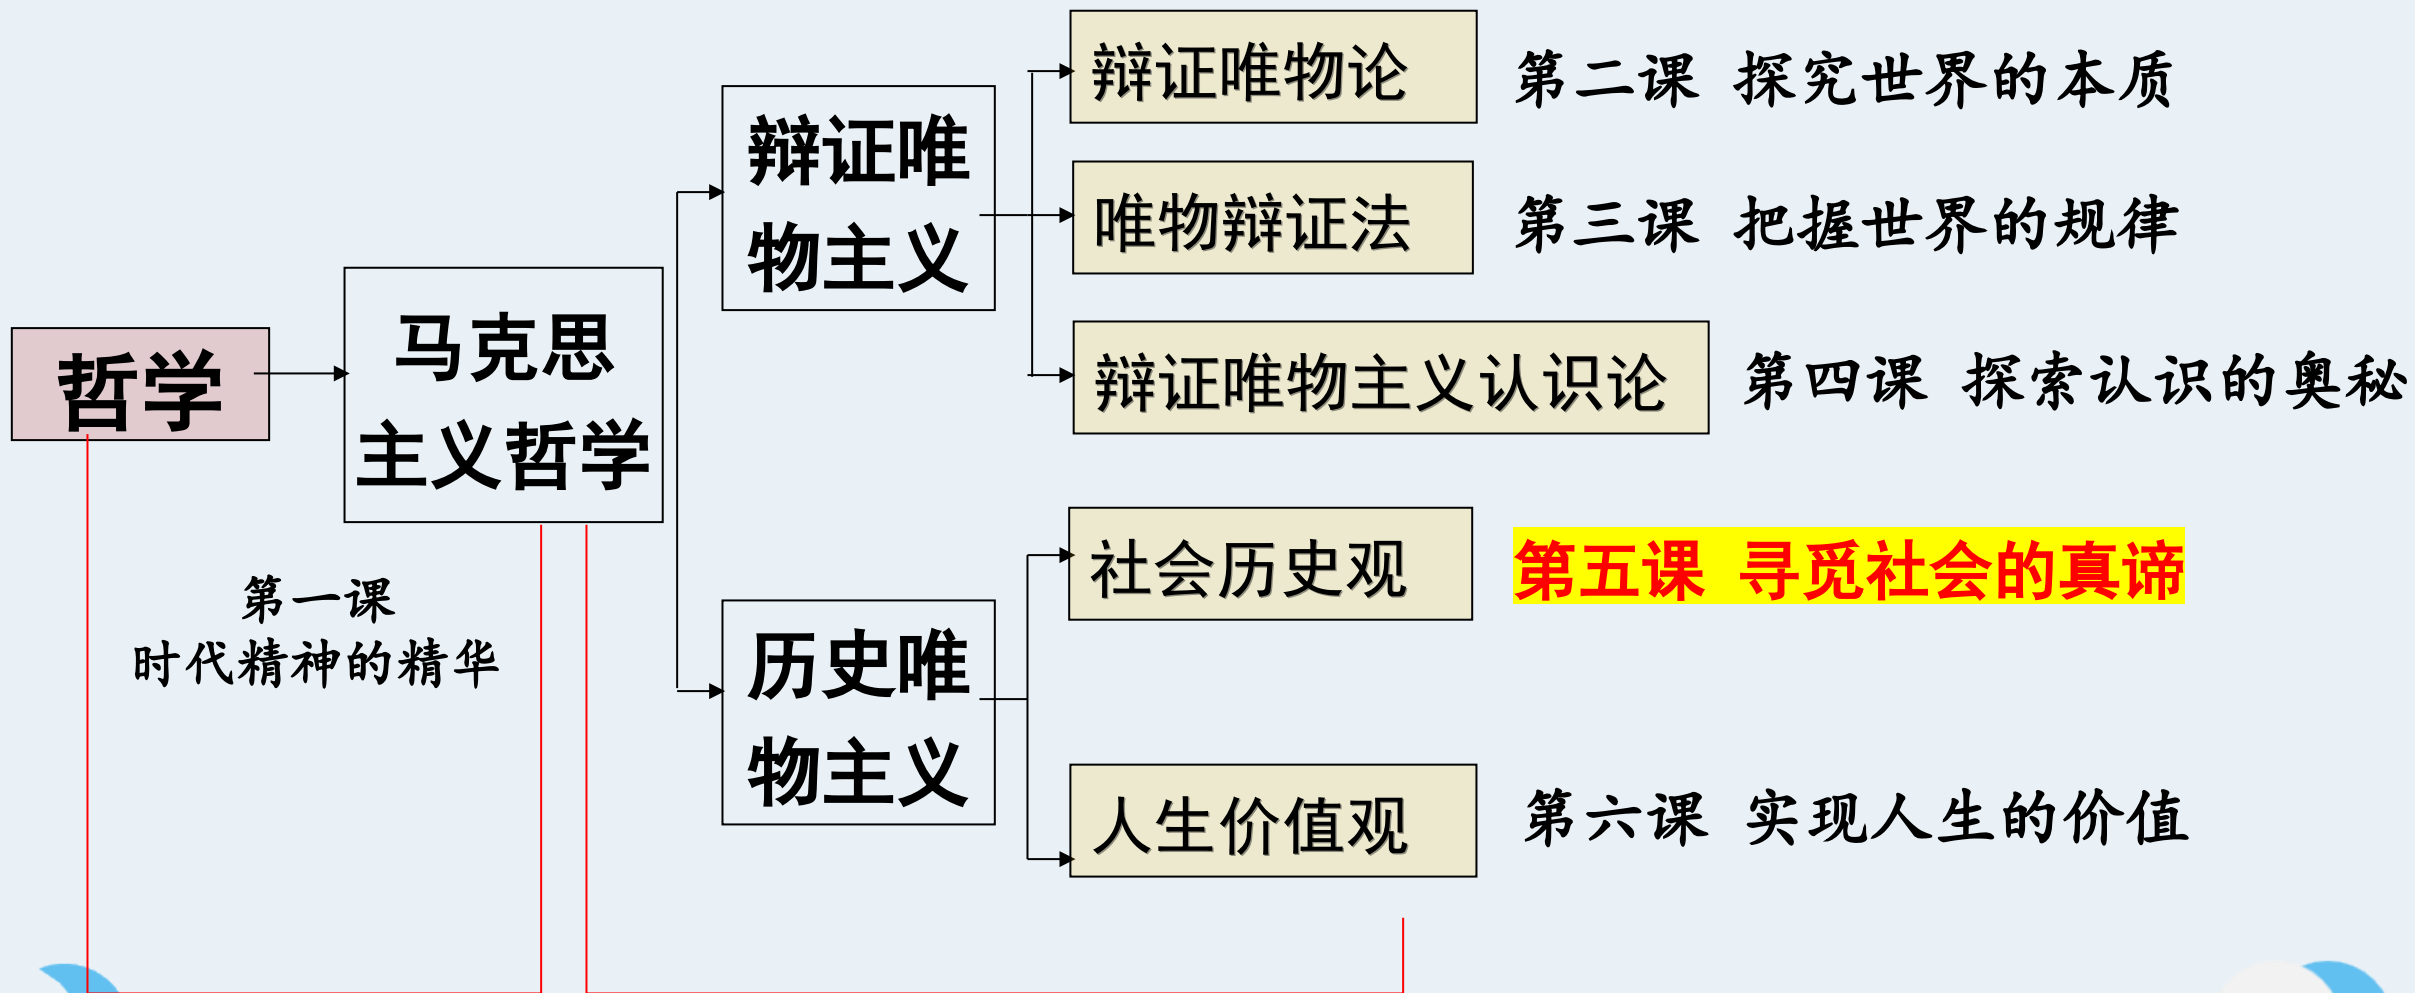 辩证唯物论
第二课 探究世界的本质
辩证唯
物主义
唯物辩证法
第三课 把握世界的规律
哲学
马克思
主义哲学
辩证唯物主义认识论
第四课 探索认识的奥秘
第一课
时代精神的精华
社会历史观
第五课 寻觅社会的真谛
历史唯
物主义
人生价值观
第六课 实现人生的价值